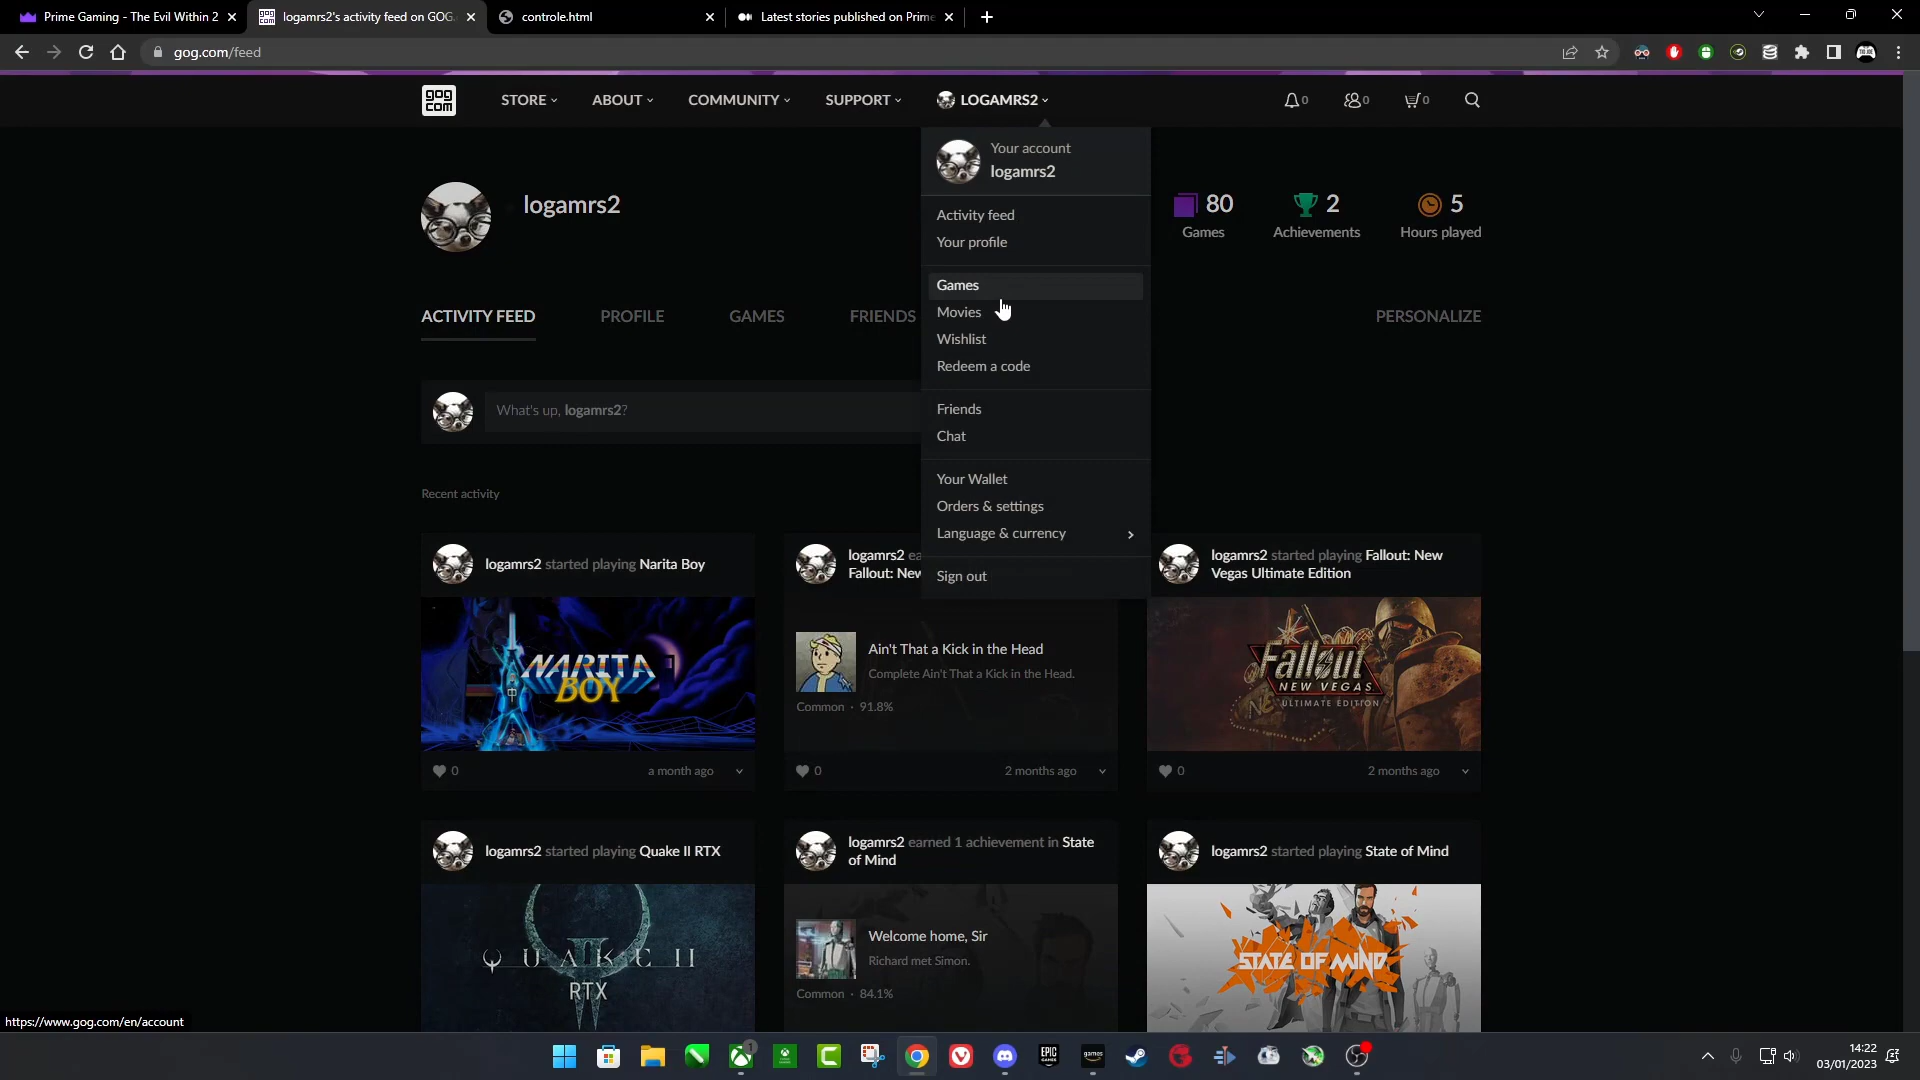 Prime Gaming - The Evil Within 2
logamrs2's activity feed on GOG.
controle.html
Latest stories published on Prime
gog.com/feed
gog com
STORE
ABOUT
COMMUNITY
SUPPORT
LOGAMRS2
0
0
0
Your account
logamrs2
logamrs2
80
Games
2
Achievements
5
Hours played
Activity feed
Your profile
Games
Movies
Wishlist
Redeem a code
Friends
Chat
Your Wallet
Orders & settings
Language & currency
Sign out
ACTIVITY FEED
PROFILE
GAMES
FRIENDS
PERSONALIZE
What's up, logamrs2?
Recent activity
logamrs2 started playing Narita Boy
NARITA
BOY
0
a month ago
logamrs2
Fallout: New
Ain't That a Kick in the Head
Complete Ain't That a Kick in the Head.
Common · 91.8%
0
2 months ago
logamrs2 started playing Fallout: New
Vegas Ultimate Edition
Fallout
NEW VEGAS
ULTIMATE EDITION
0
2 months ago
logamrs2 started playing Quake II RTX
QUAKE II
RTX
logamrs2 earned 1 achievement in State
of Mind
Welcome home, Sir
Richard met Simon.
Common · 84.1%
logamrs2 started playing State of Mind
STATE OF MIND
https://www.gog.com/en/account
1
EPIC
GAMES
games
14:22
03/01/2023